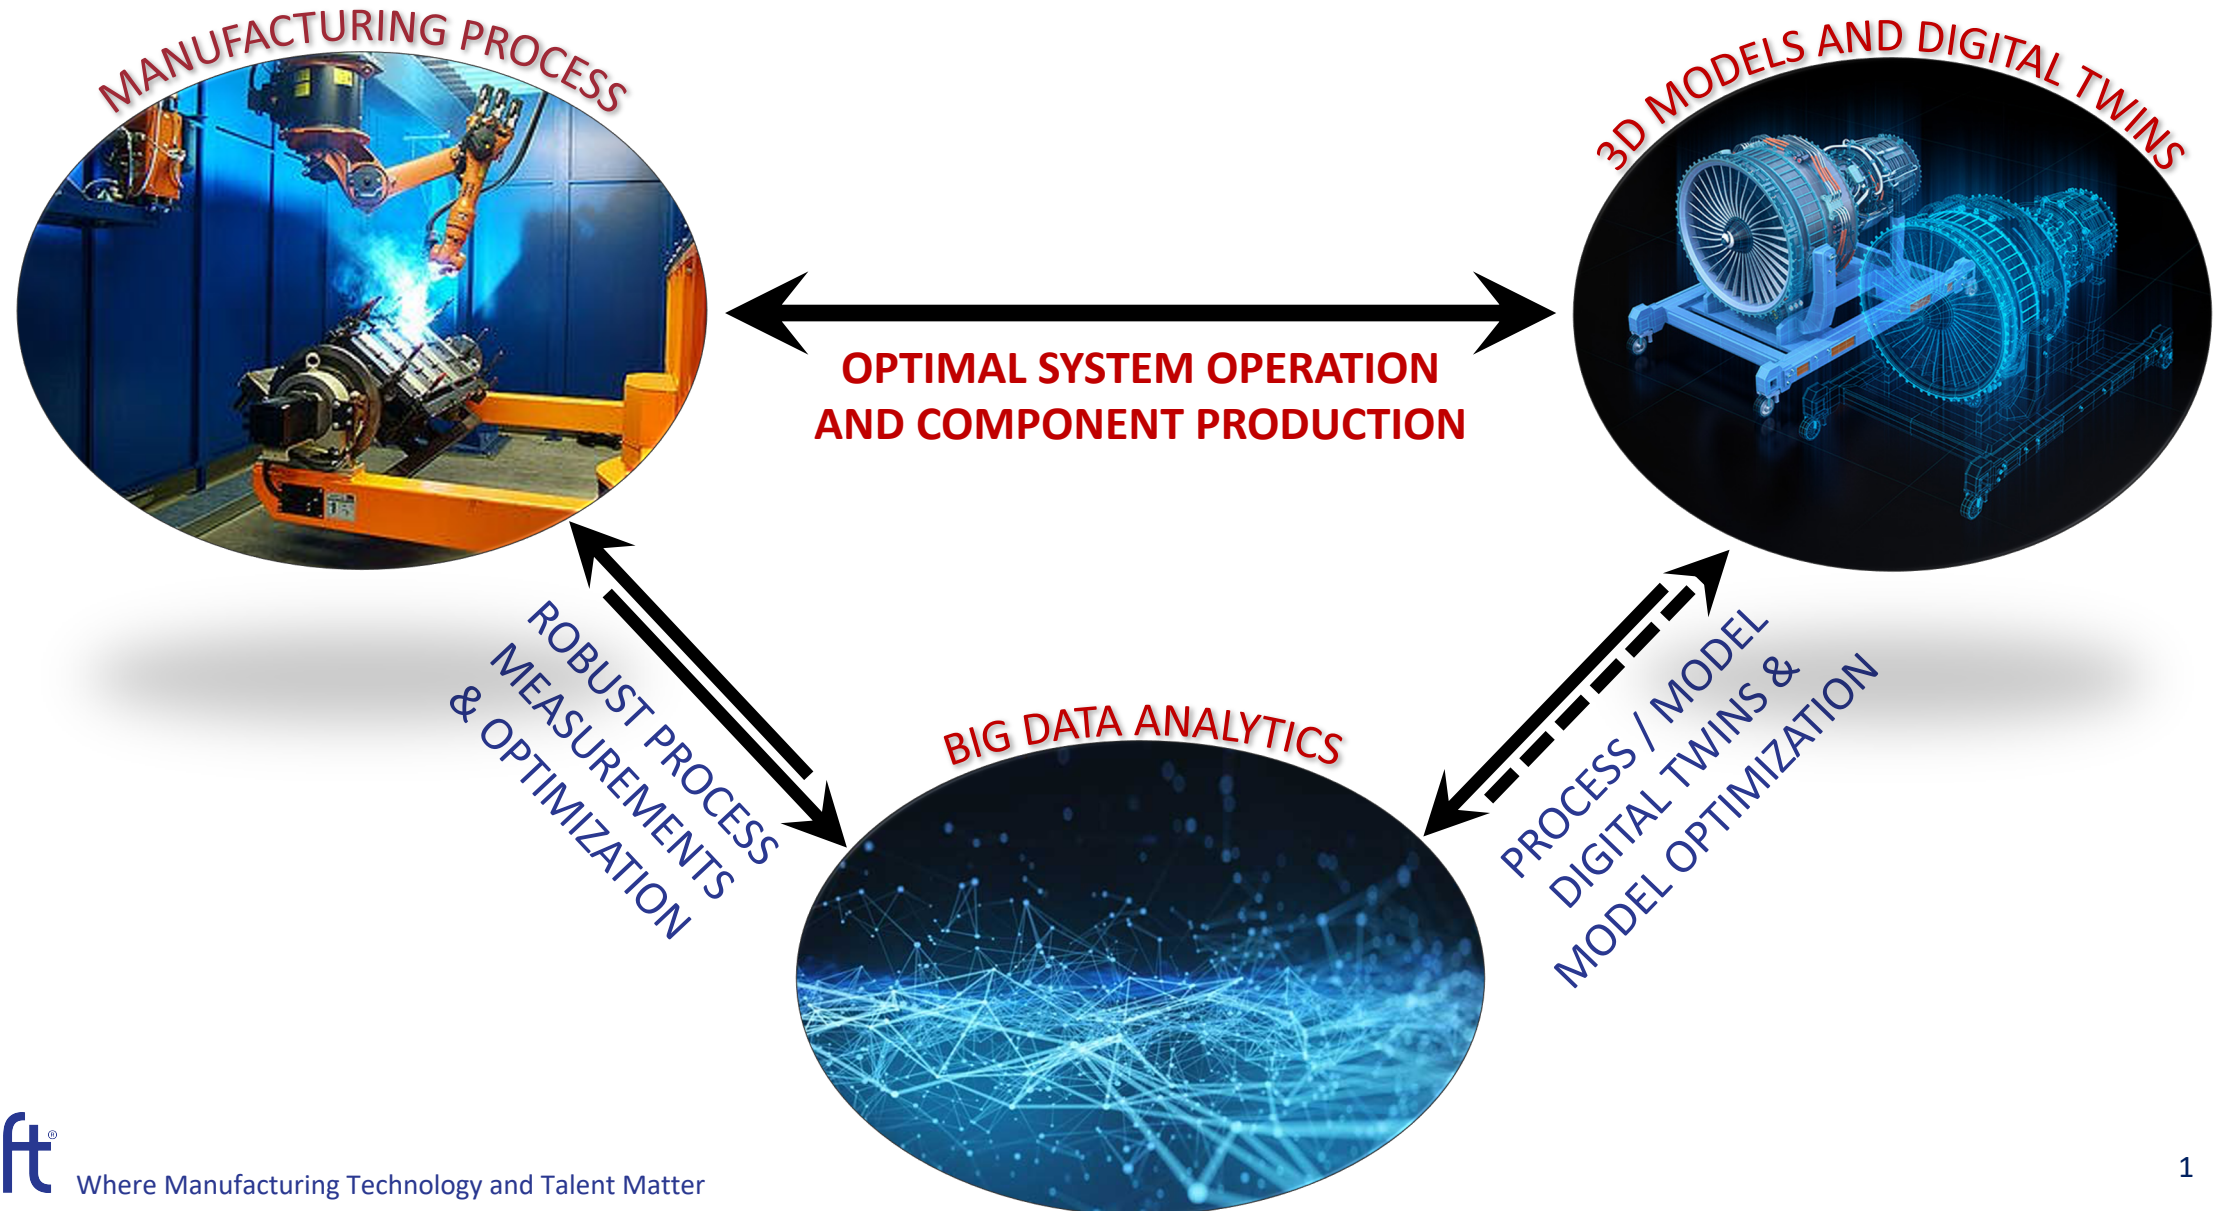 MANUFACTURING PROCESS
3D MODELS AND DIGITAL TWINS
OPTIMAL SYSTEM OPERATION
AND COMPONENT PRODUCTION
ROBUST PROCESS
MEASUREMENTS
& OPTIMIZATION
PROCESS / MODEL
DIGITAL TWINS &
MODEL OPTIMIZATION
BIG DATA ANALYTICS
ft®
Where Manufacturing Technology and Talent Matter
1